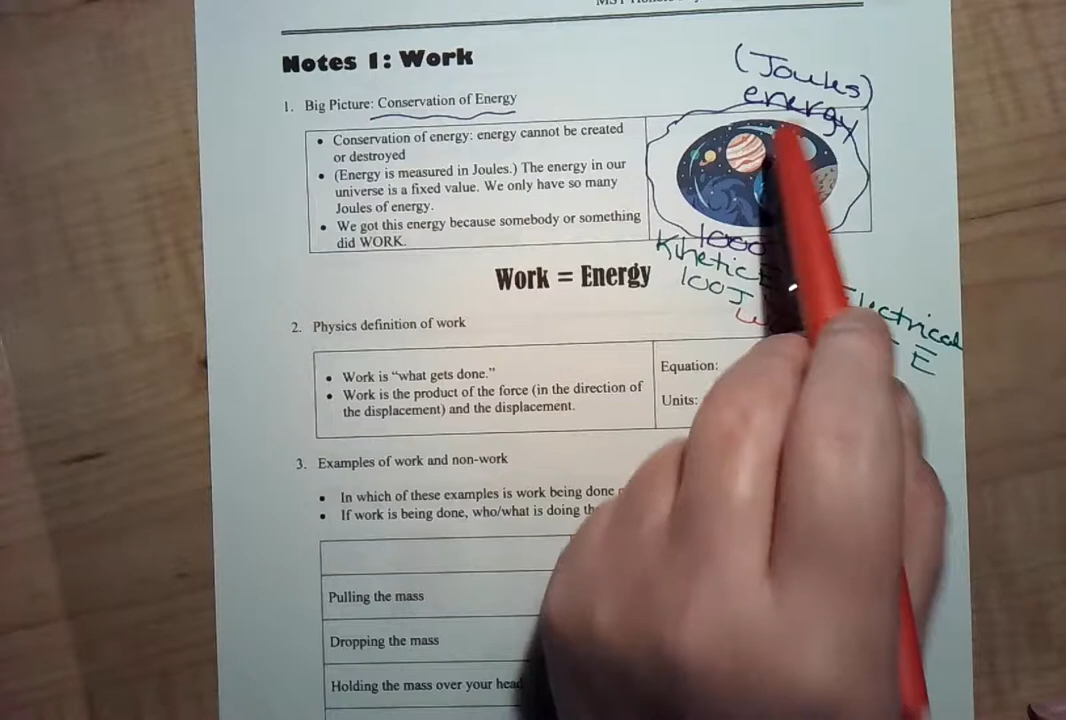 Notes 1: Work
(Joules)
energy
1. Big Picture: Conservation of Energy
• Conservation of energy: energy cannot be created
or destroyed
• (Energy is measured in Joules.) The energy in our
universe is a fixed value. We only have so many
Joules of energy.
• We got this energy because somebody or something
did WORK.
1000
Kinetic E
100J
Electrical
E
Work = Energy
2. Physics definition of work
• Work is “what gets done.”
• Work is the product of the force (in the direction of
the displacement) and the displacement.
Equation:
Units:
3. Examples of work and non-work
• In which of these examples is work being done
• If work is being done, who/what is doing the
Pulling the mass
Dropping the mass
Holding the mass over your head